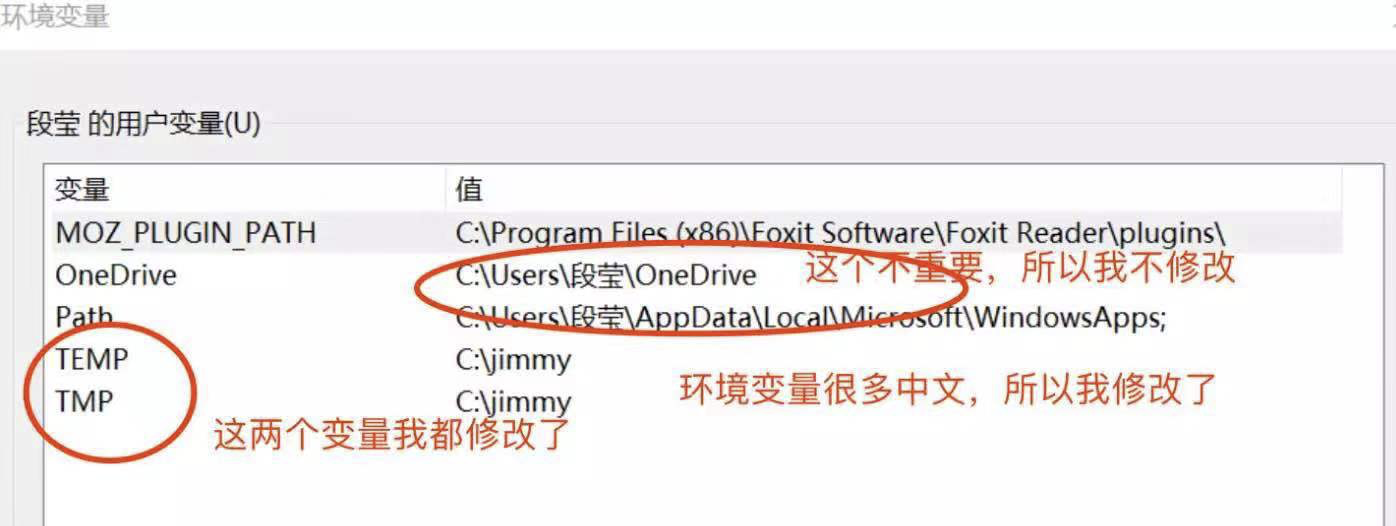 环境变量
段莹 的用户变量(U)
变量 值
MOZ_PLUGIN_PATH C:\Program Files (x86)\Foxit Software\Foxit Reader\plugins\
OneDrive C:\Users\段莹\OneDrive 这个不重要，所以我不修改
Path C:\Users\段莹\AppData\Local\Microsoft\WindowsApps;
TEMP C:\jimmy
环境变量很多中文，所以我修改了
TMP C:\jimmy
这两个变量我都修改了